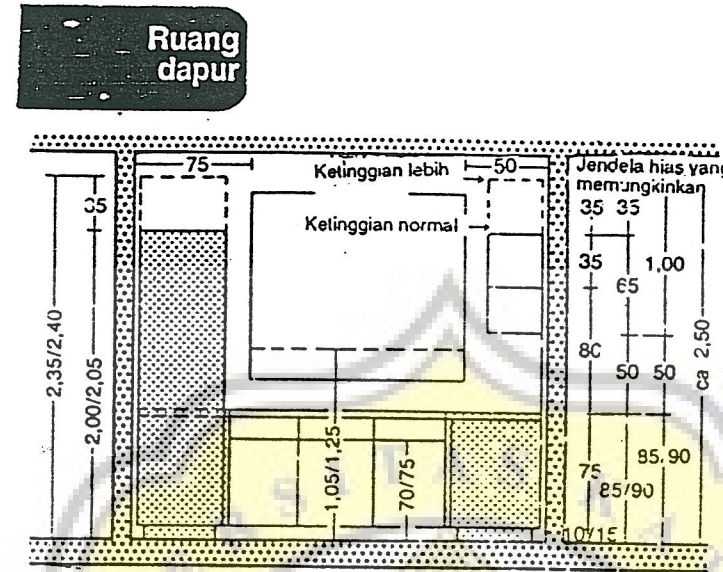 Ruang
dapur
75
Ketinggian lebih
50
Jendela hias yang
memungkinkan
35
35 35
Ketinggian normal
35
1,00
65
2,35/2,40
2,00/2,05
80
50 50
ca 2,50
1,05/1,25
70/75
75
85/90
85/90
10/15